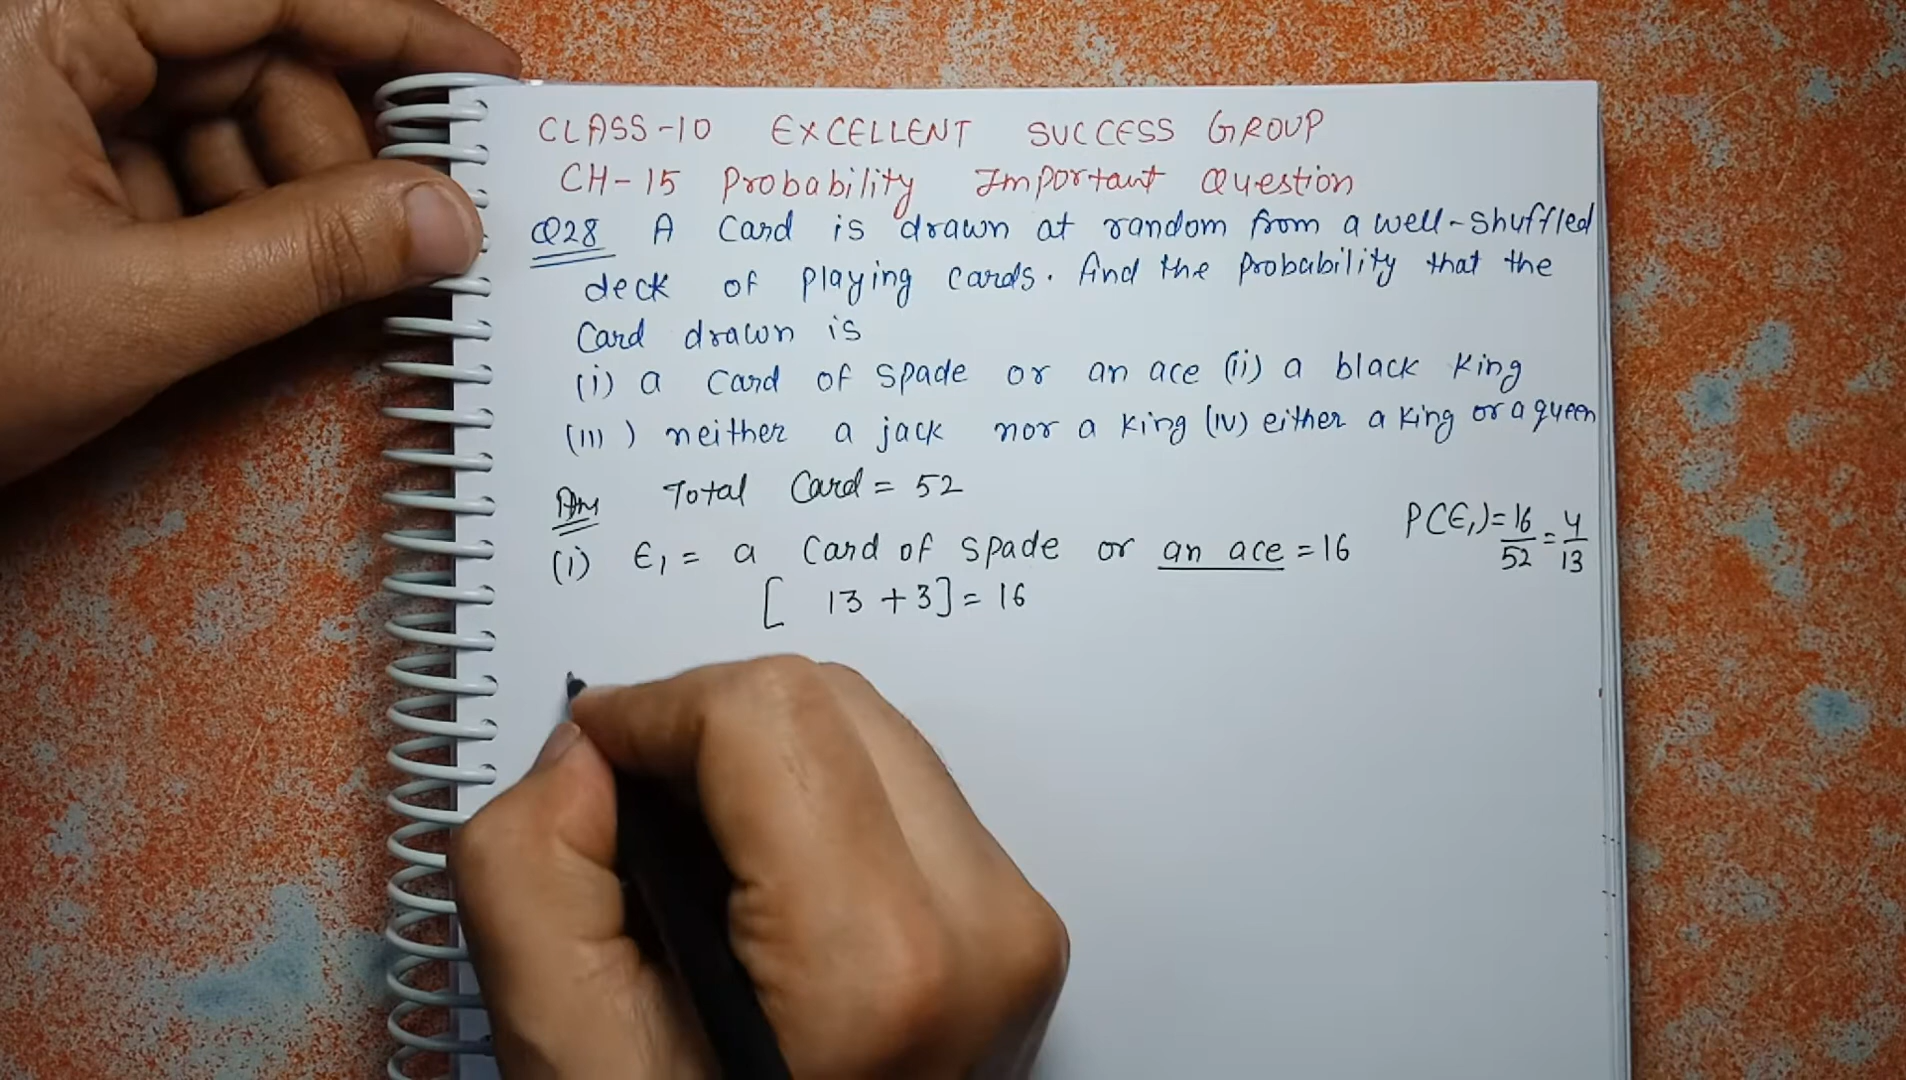 CLASS-10 EXCELLENT SUCCESS GROUP
CH-15 Probability Important Question
Q28 A Card is drawn at random from a well-shuffled
deck of playing cards. find the probability that the
Card drawn is
(i) a Card of spade or an ace (ii) a black King
(iii) neither a jack nor a King (iv) either a King or a queen
Ans Total Card = 52
(i) E₁ = a Card of spade or an ace = 16 P(E₁) = 16/52 = 4/13
[ 13 + 3 ] = 16